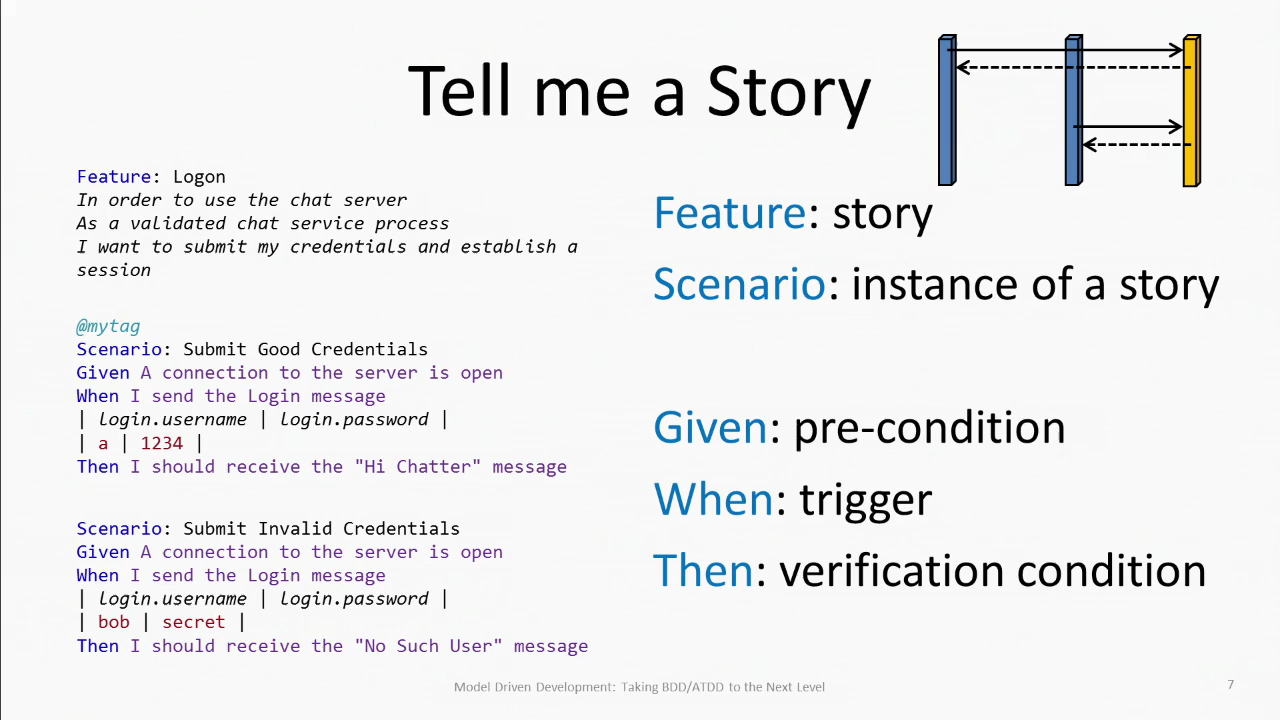 Tell me a Story
Feature: Logon
In order to use the chat server
As a validated chat service process
I want to submit my credentials and establish a
session
@mytag
Scenario: Submit Good Credentials
Given A connection to the server is open
When I send the Login message
| login.username | login.password |
| a | 1234 |
Then I should receive the "Hi Chatter" message
Scenario: Submit Invalid Credentials
Given A connection to the server is open
When I send the Login message
| login.username | login.password |
| bob | secret |
Then I should receive the "No Such User" message
Feature: story
Scenario: instance of a story
Given: pre-condition
When: trigger
Then: verification condition
Model Driven Development: Taking BDD/ATDD to the Next Level
7